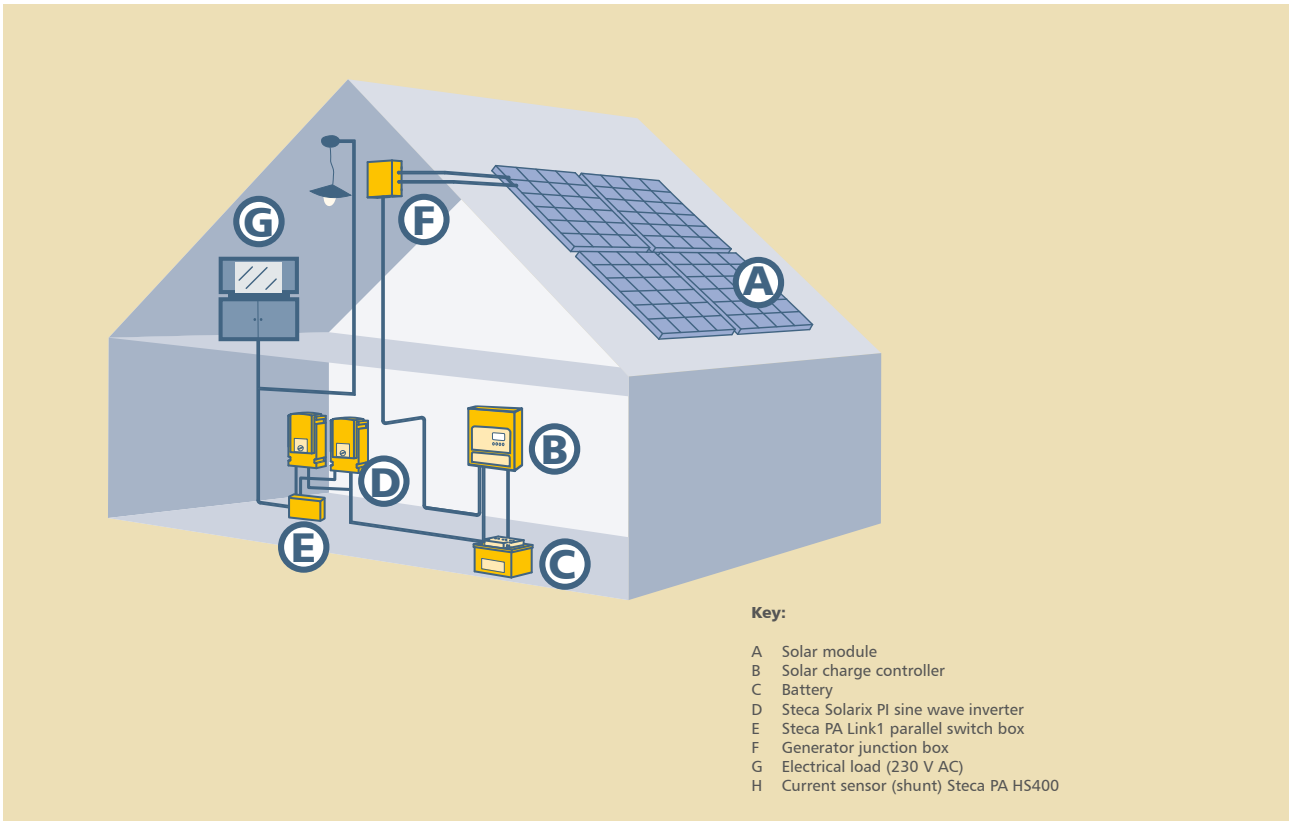 G
F
A
B
D
E
C
Key:
A Solar module
B Solar charge controller
C Battery
D Steca Solarix PI sine wave inverter
E Steca PA Link1 parallel switch box
F Generator junction box
G Electrical load (230 V AC)
H Current sensor (shunt) Steca PA HS400